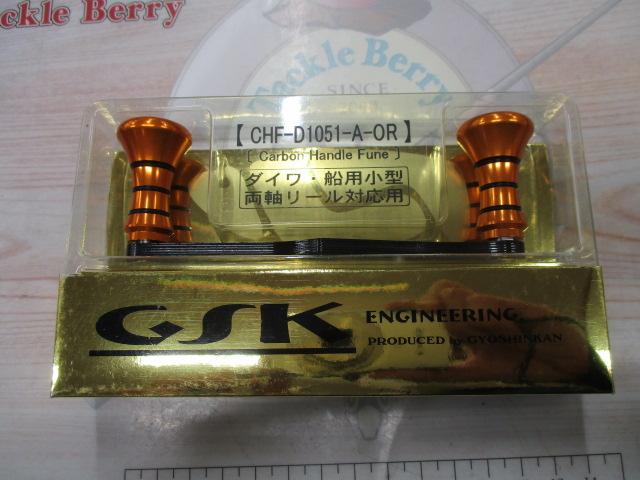 ckle Berry
Tackle Berry
SINCE
【 CHF-D1051-A-OR 】
[ Carbon Handle Fune ]
ダイワ・船用小型
両軸リール対応用
GSK ENGINEERING.
PRODUCED by GYOSHINKAN